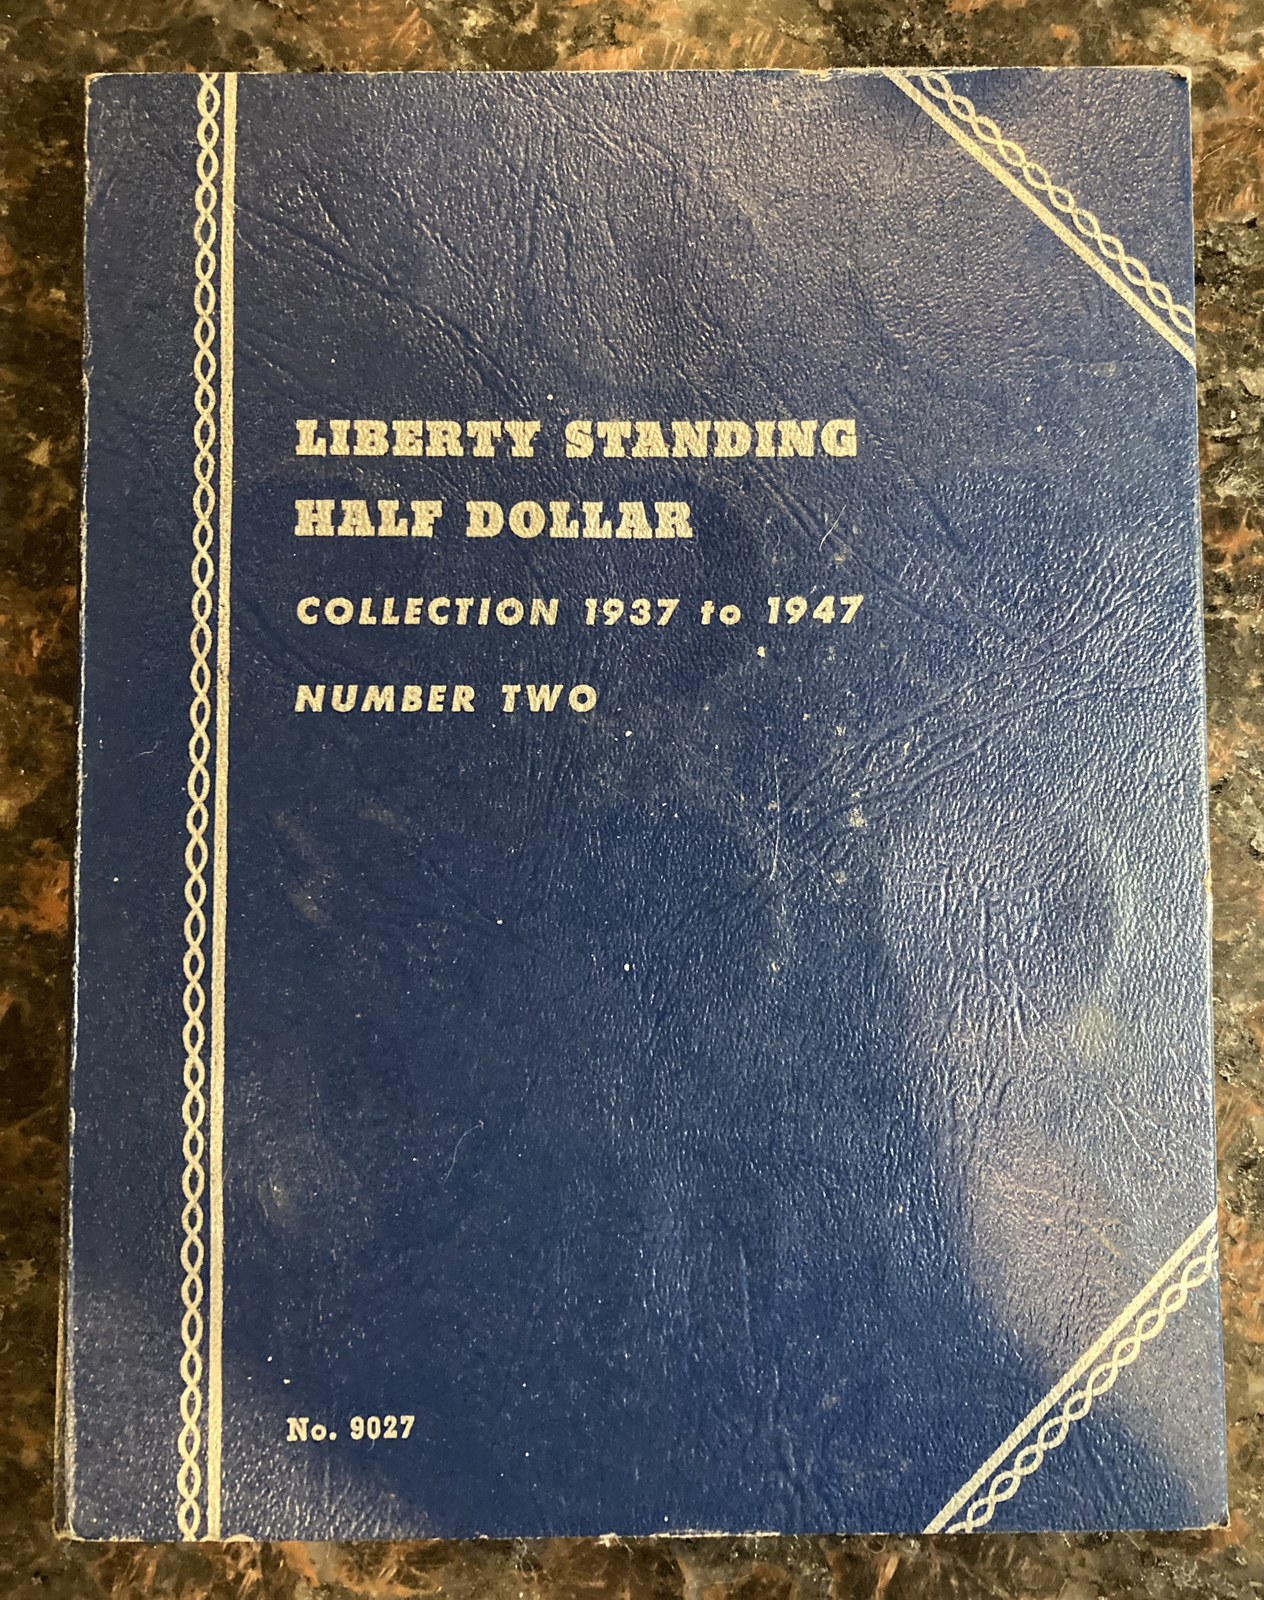 LIBERTY STANDING
HALF DOLLAR
COLLECTION 1937 to 1947
NUMBER TWO
No. 9027